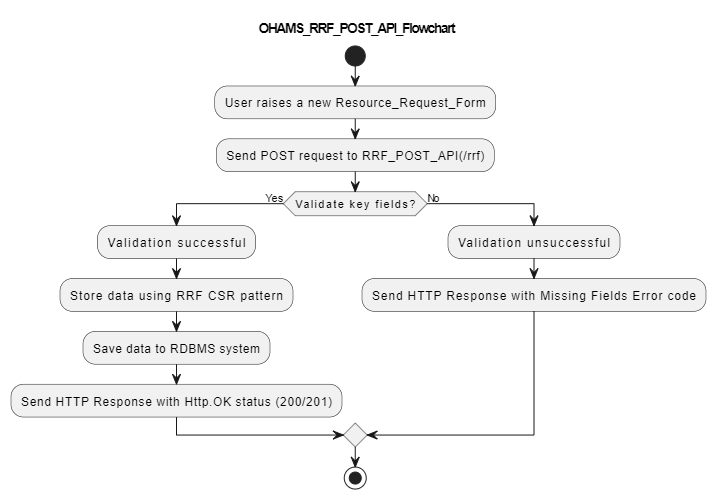 OHAMS_RRF_POST_API_Flowchart
User raises a new Resource_Request_Form
Send POST request to RRF_POST_API(/rrf)
Yes
Validate key fields?
No
Validation successful
Validation unsuccessful
Store data using RRF CSR pattern
Send HTTP Response with Missing Fields Error code
Save data to RDBMS system
Send HTTP Response with Http.OK status (200/201)